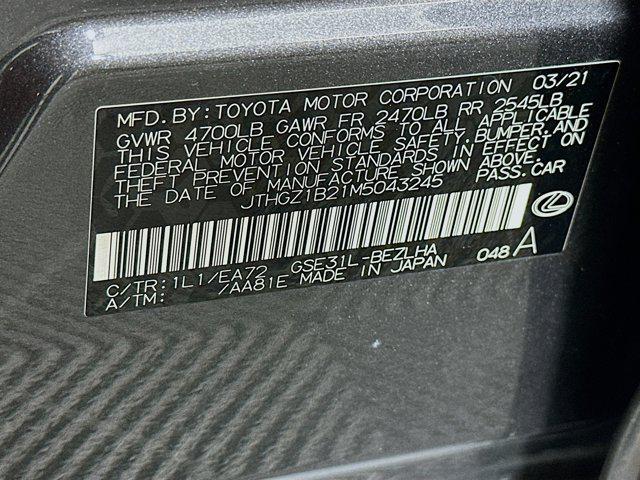 MFD. BY: TOYOTA MOTOR CORPORATION 03/21
GVWR 4700LB GAWR FR 2470LB RR 2545LB
THIS VEHICLE CONFORMS TO ALL APPLICABLE
FEDERAL MOTOR VEHICLE SAFETY, BUMPER, AND
THEFT PREVENTION STANDARDS IN EFFECT ON
THE DATE OF MANUFACTURE SHOWN ABOVE.
JTHGZ1B21M5043245 PASS. CAR
C/TR: 1L1/EA72 GSE31L-BEZLHA 048 A
A/TM: /AA81E MADE IN JAPAN